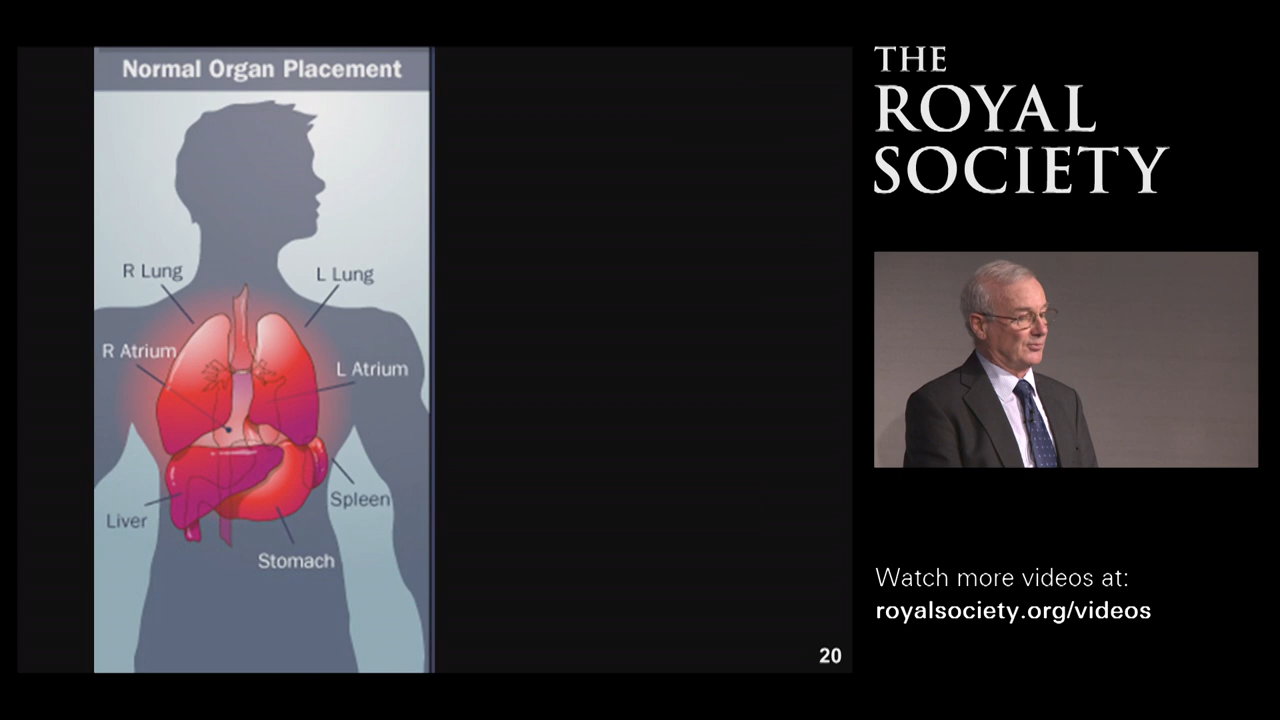 Normal Organ Placement
R Lung
L Lung
R Atrium
L Atrium
Liver
Spleen
Stomach
20
THE
ROYAL
SOCIETY
Watch more videos at:
royalsociety.org/videos